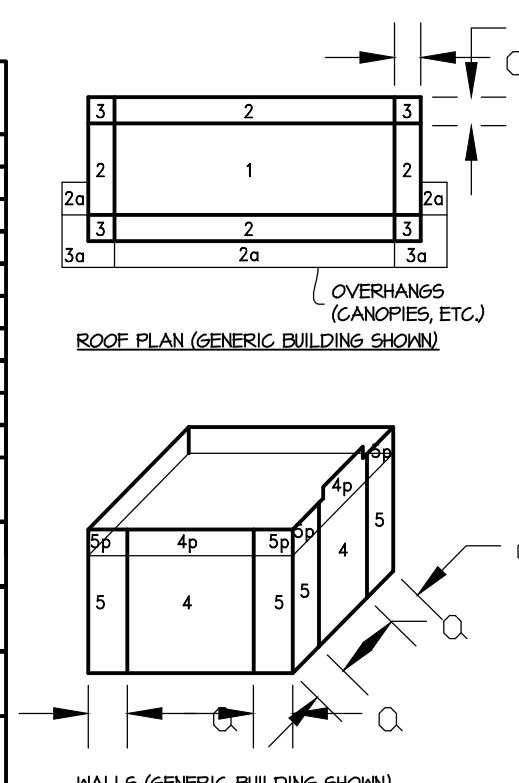 3 2 3
2 1 2
2a 2a
3 2 3
3a 2a 3a
OVERHANGS
(CANOPIES, ETC.)
ROOF PLAN (GENERIC BUILDING SHOWN)
5p
4p
5p 4p 5p 5p
5
4
5 4 5 5
a
a a
WALLS (GENERIC BUILDING SHOWN)